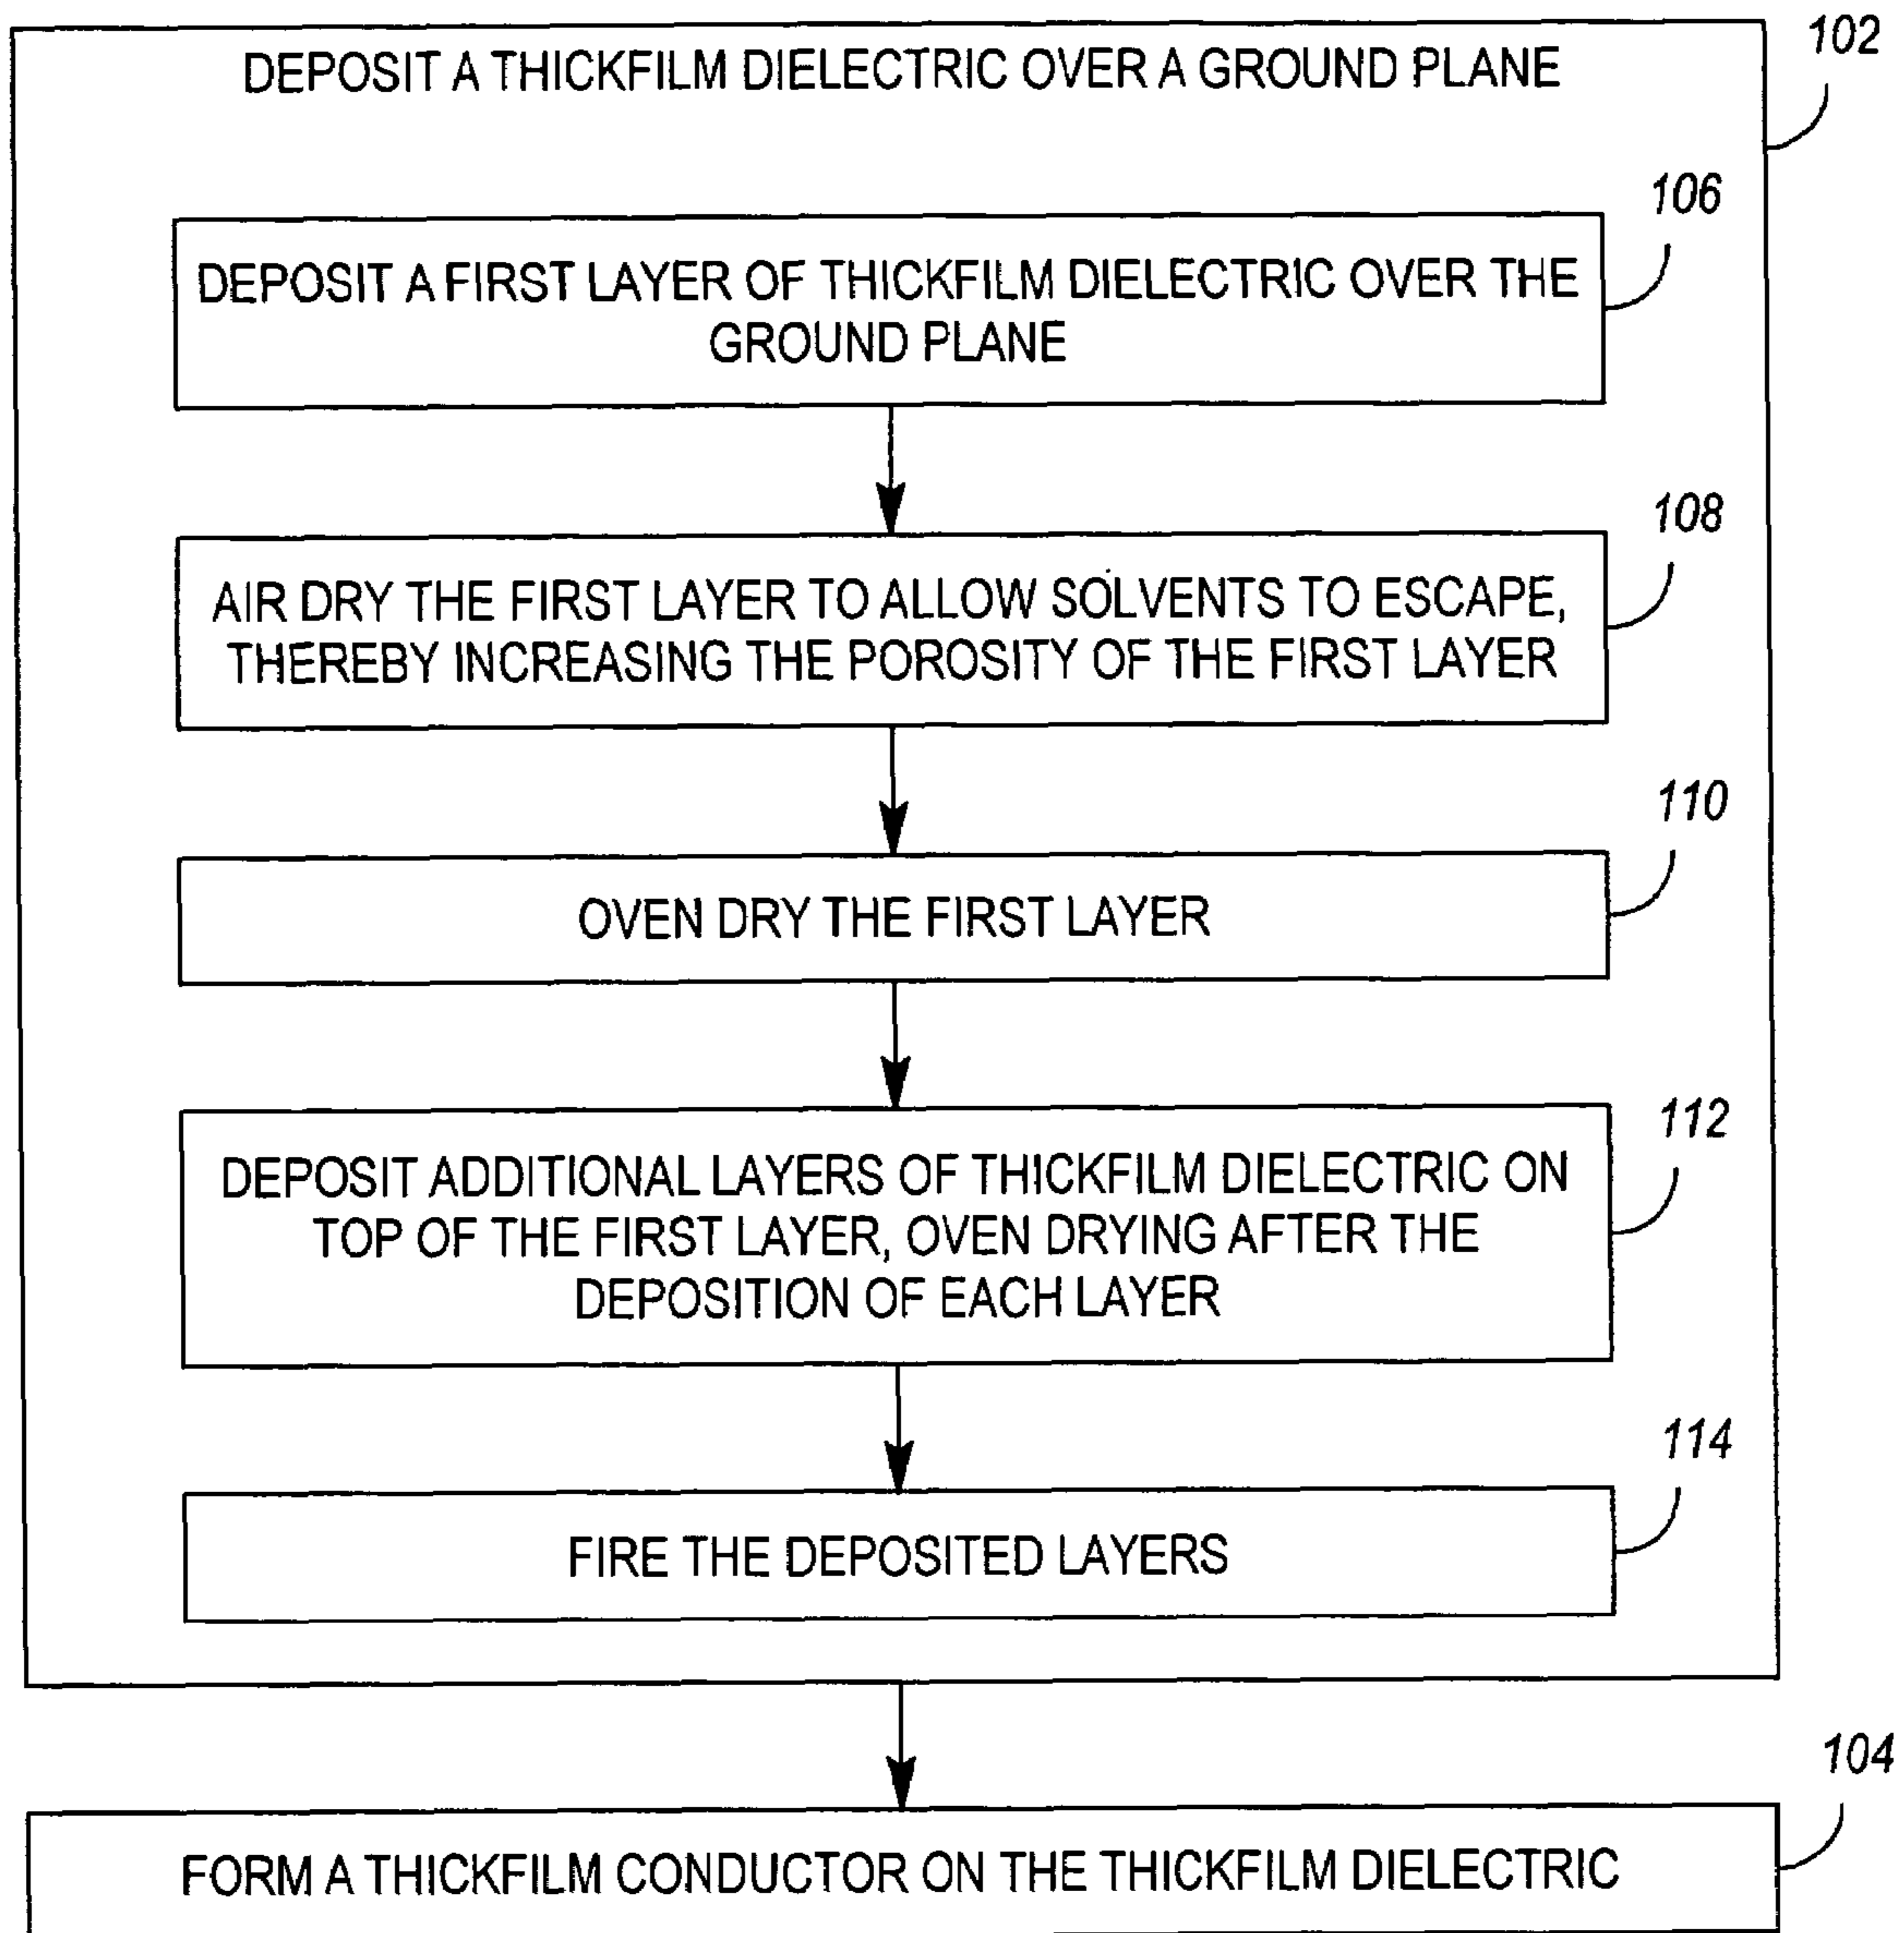 102
DEPOSIT A THICKFILM DIELECTRIC OVER A GROUND PLANE
106
DEPOSIT A FIRST LAYER OF THICKFILM DIELECTRIC OVER THE
GROUND PLANE
108
AIR DRY THE FIRST LAYER TO ALLOW SOLVENTS TO ESCAPE,
THEREBY INCREASING THE POROSITY OF THE FIRST LAYER
110
OVEN DRY THE FIRST LAYER
112
DEPOSIT ADDITIONAL LAYERS OF THICKFILM DIELECTRIC ON
TOP OF THE FIRST LAYER, OVEN DRYING AFTER THE
DEPOSITION OF EACH LAYER
114
FIRE THE DEPOSITED LAYERS
104
FORM A THICKFILM CONDUCTOR ON THE THICKFILM DIELECTRIC